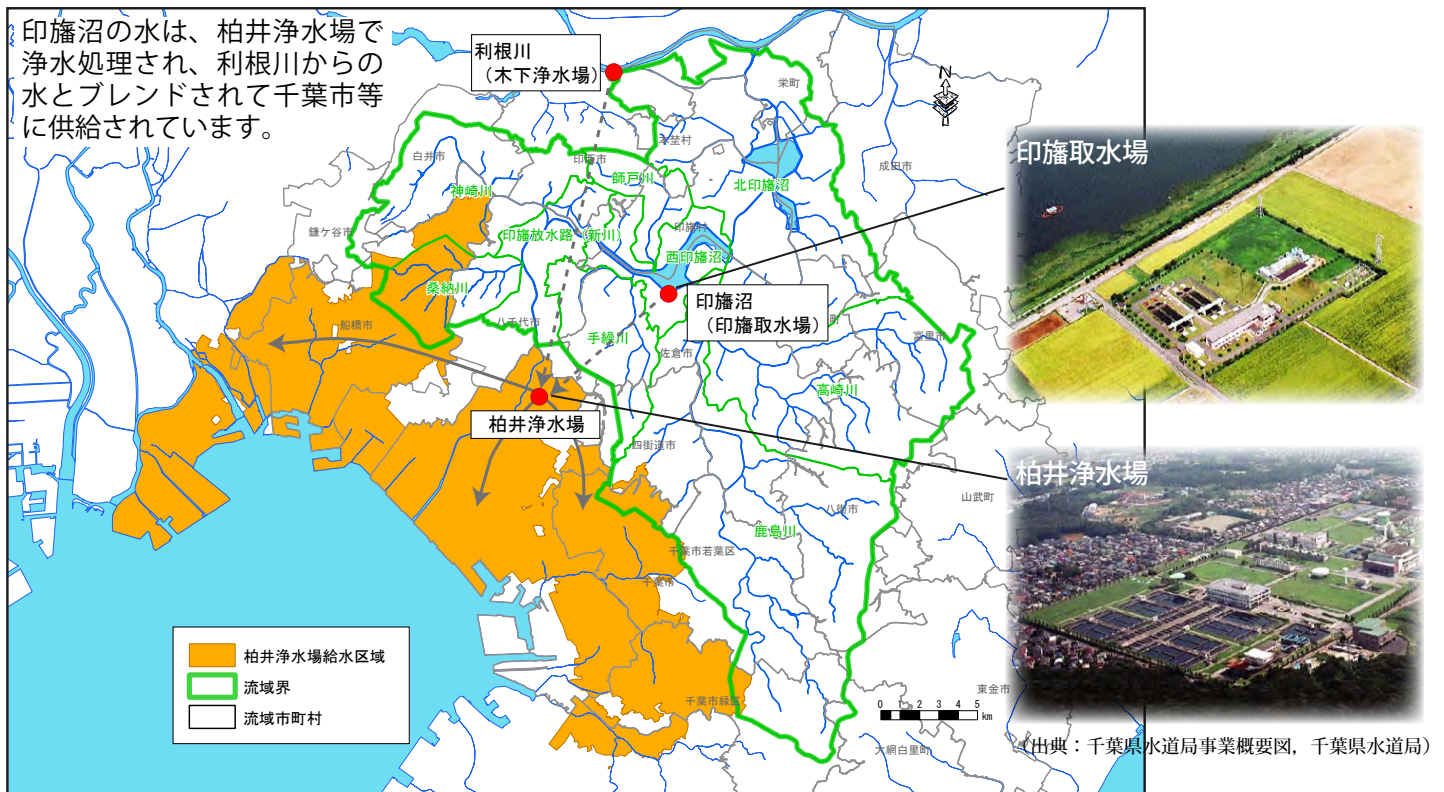 印旛沼の水は、柏井浄水場で
浄水処理され、利根川からの
水とブレンドされて千葉市等
に供給されています。
利根川
（木下浄水場）
栄町
N
本埜村
白井市
印西市
成田市
師戸川
神崎川
北印旛沼
鎌ケ谷市
印旛放水路（新川）
印旛村
西印旛沼
桑納川
印旛沼
（印旛取水場）
船橋市
八千代市
町
富里市
手繰川
佐倉市
高崎川
柏井浄水場
四街道市
山武町
八街市
鹿島川
千葉市若葉区
千葉市
柏井浄水場給水区域
流域界
流域市町村
千葉市緑区
東金市
0 1 2 3 4 5
km
大網白里町
印旛取水場
柏井浄水場
（出典：千葉県水道局事業概要図，千葉県水道局）